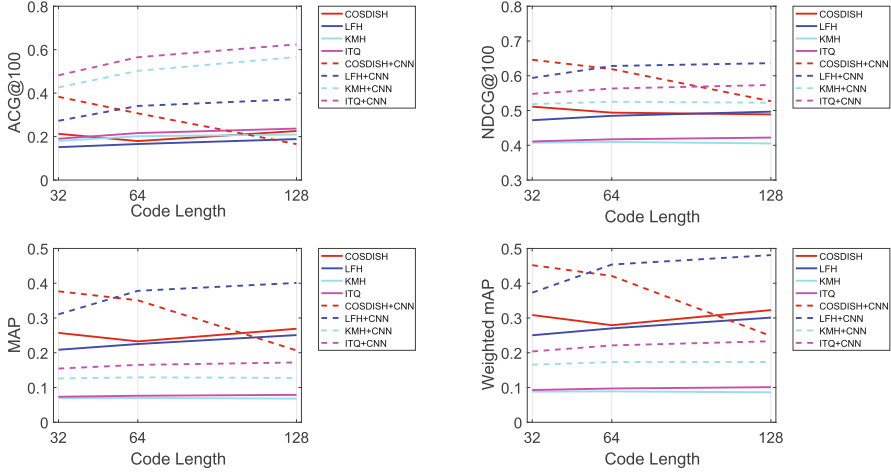 ACG@100
0.8
0.6
0.4
0.2
0
32
64
128
Code Length
COSDISH
LFH
KMH
ITQ
COSDISH+CNN
LFH+CNN
KMH+CNN
ITQ+CNN
NDCG@100
0.8
0.7
0.6
0.5
0.4
0.3
32
64
128
Code Length
COSDISH
LFH
KMH
ITQ
COSDISH+CNN
LFH+CNN
KMH+CNN
ITQ+CNN
MAP
0.5
0.4
0.3
0.2
0.1
0
32
64
128
Code Length
COSDISH
LFH
KMH
ITQ
COSDISH+CNN
LFH+CNN
KMH+CNN
ITQ+CNN
Weighted mAP
0.5
0.4
0.3
0.2
0.1
0
32
64
128
Code Length
COSDISH
LFH
KMH
ITQ
COSDISH+CNN
LFH+CNN
KMH+CNN
ITQ+CNN